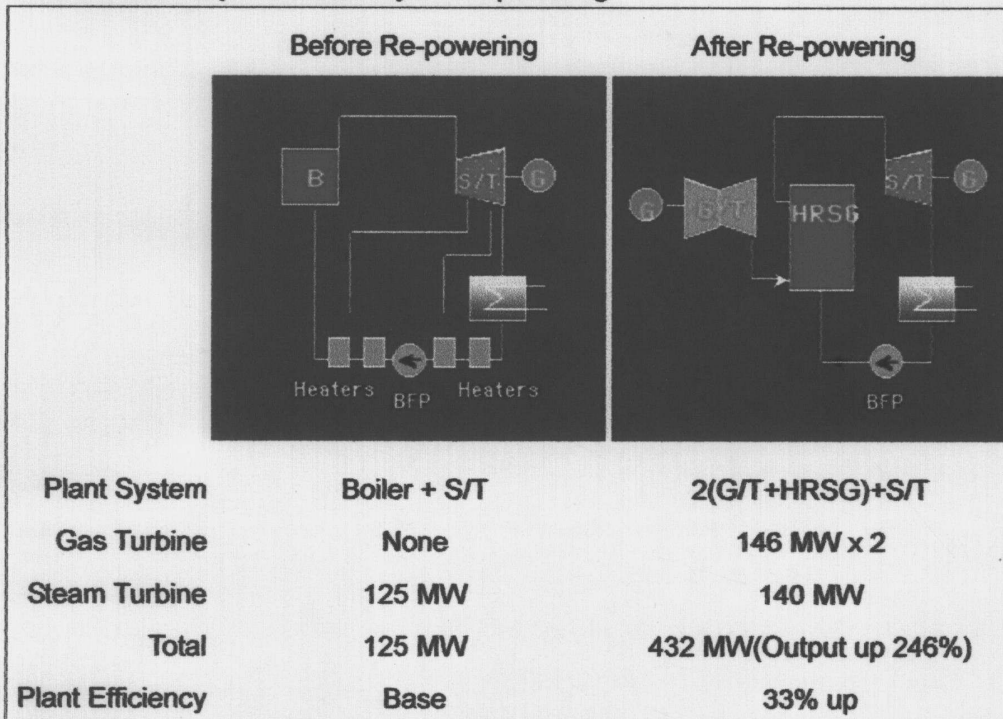 Before Re-powering After Re-powering
B S/T G
G G/T HRSG S/T G
Heaters BFP Heaters
BFP
Plant System Boiler + S/T 2(G/T+HRSG)+S/T
Gas Turbine None 146 MW x 2
Steam Turbine 125 MW 140 MW
Total 125 MW 432 MW(Output up 246%)
Plant Efficiency Base 33% up